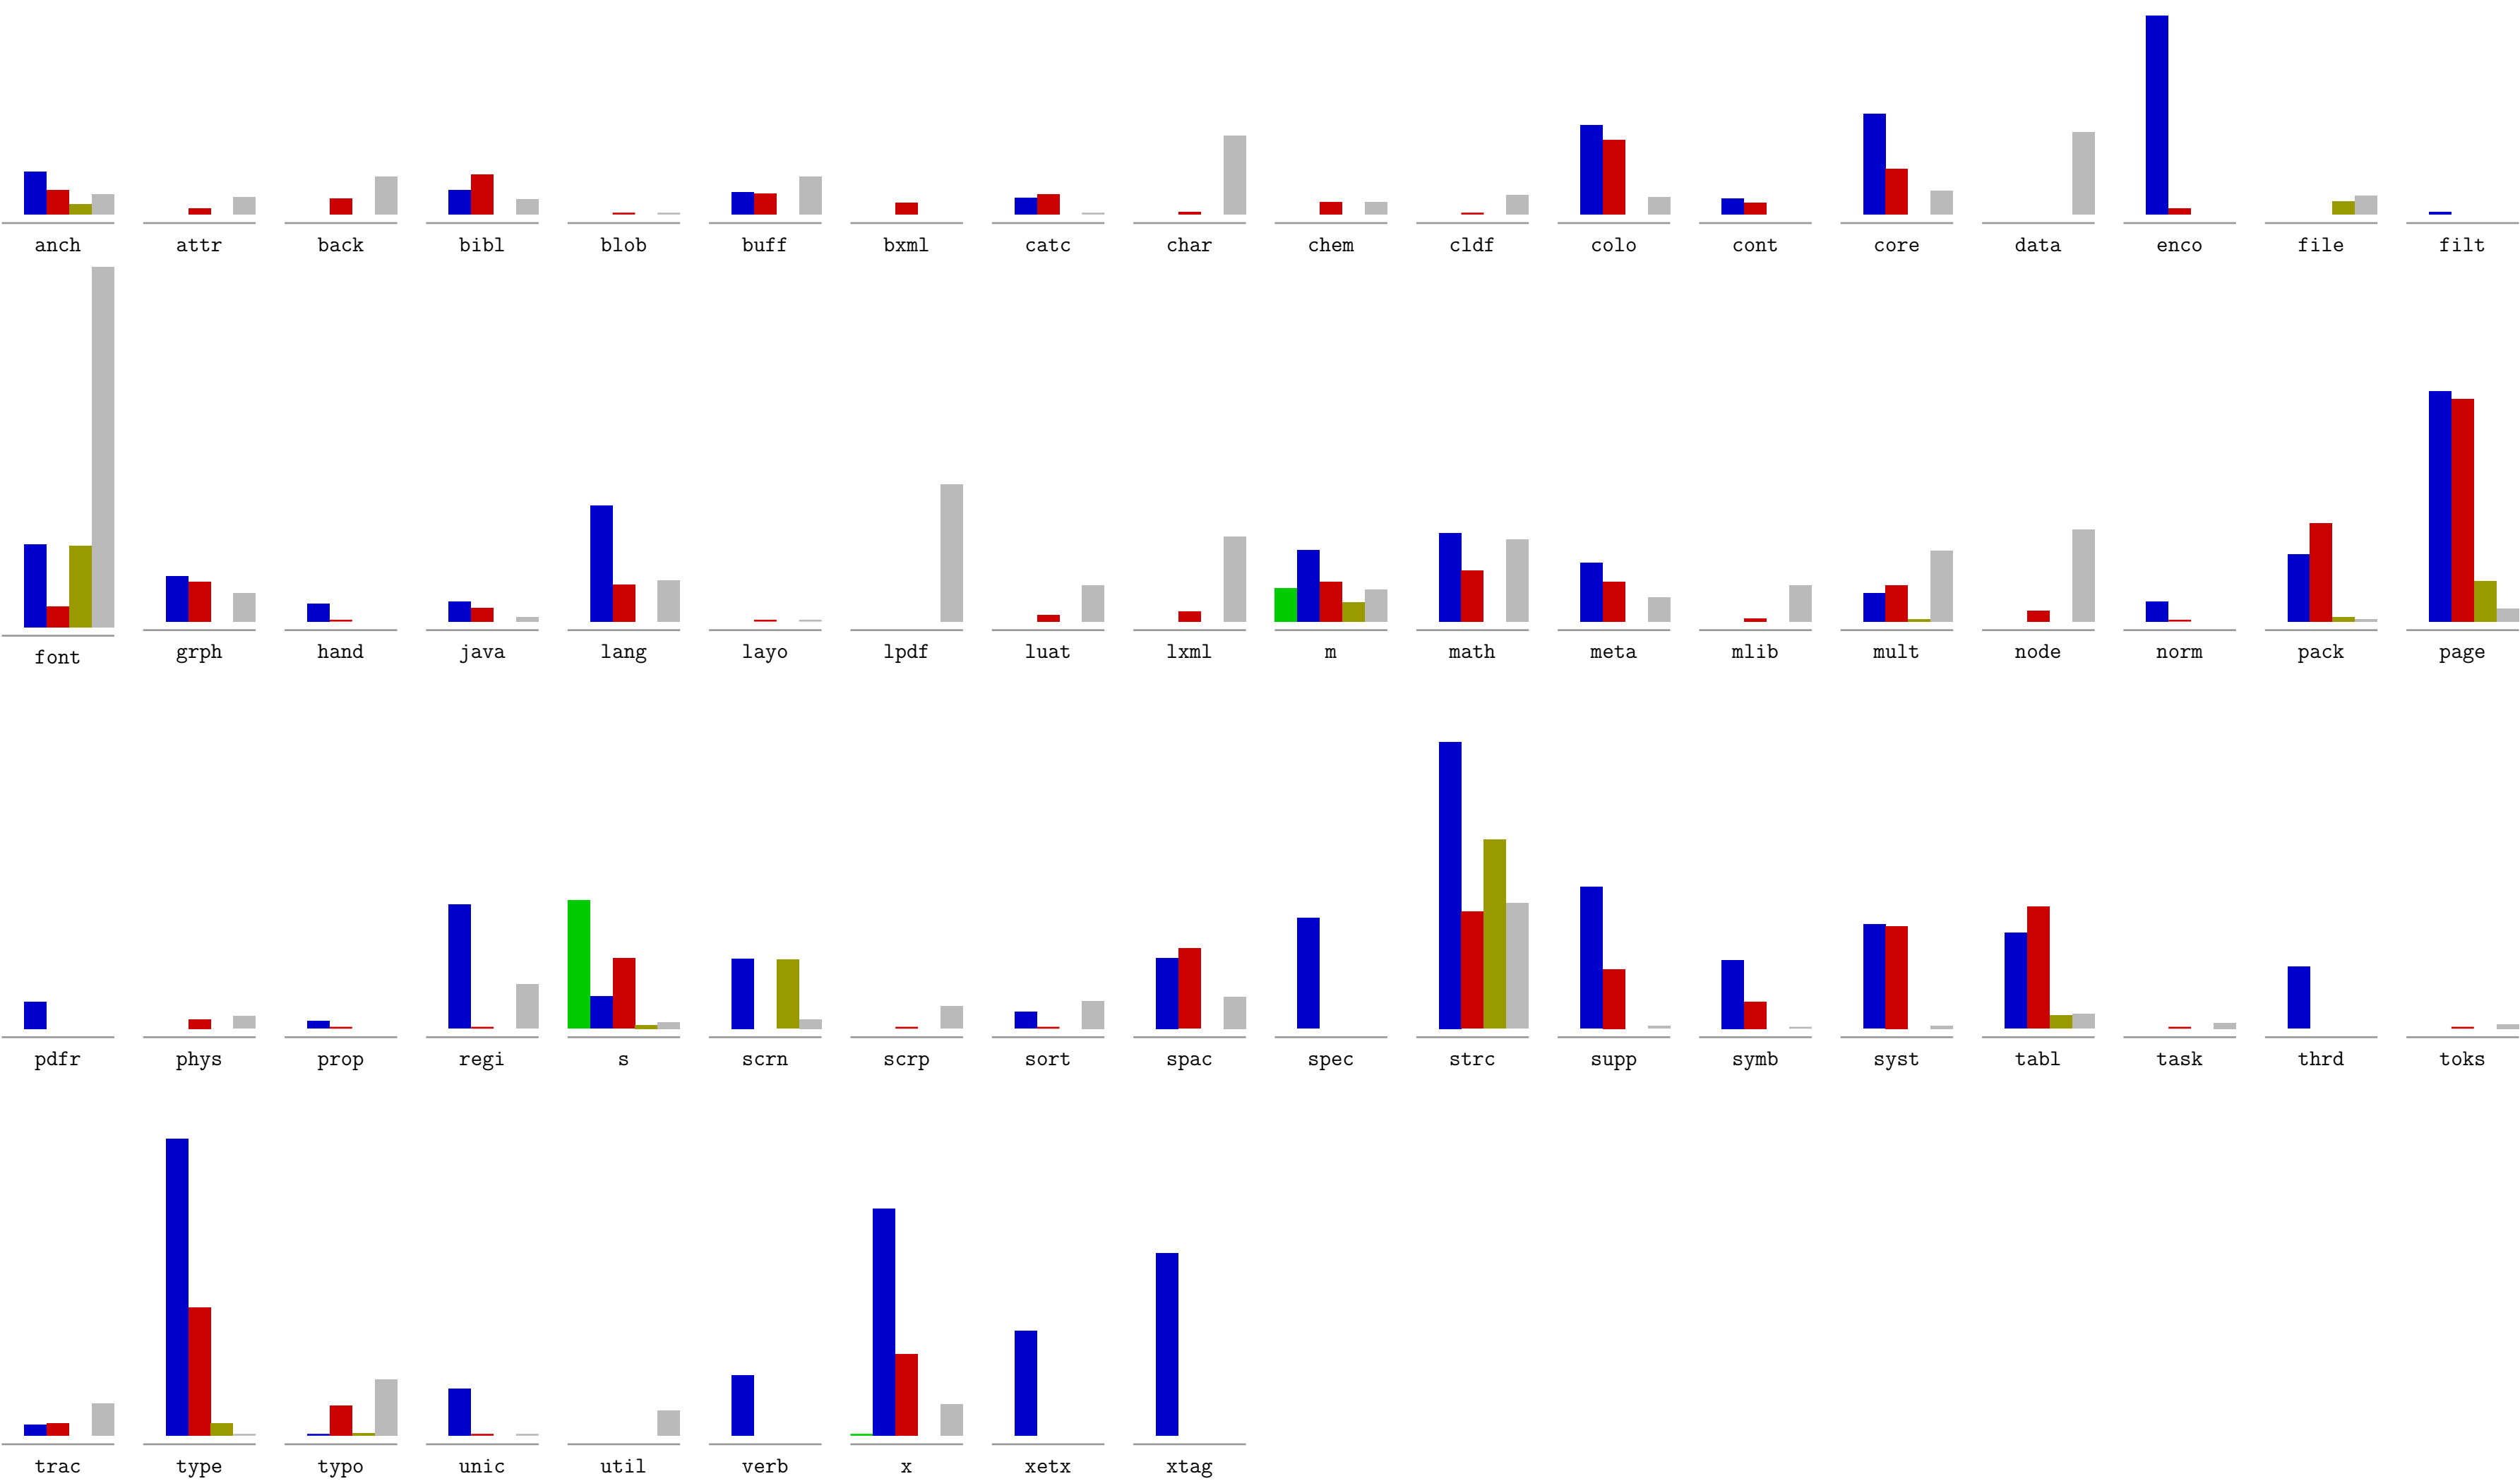 anch attr back bibl blob buff bxml catc char chem cldf colo cont core data enco file filt
font grph hand java lang layo lpdf luat lxml m math meta mlib mult node norm pack page
pdfr phys prop regi s scrn scrp sort spac spec strc supp symb syst tabl task thrd toks
trac type typo unic util verb x xetx xtag